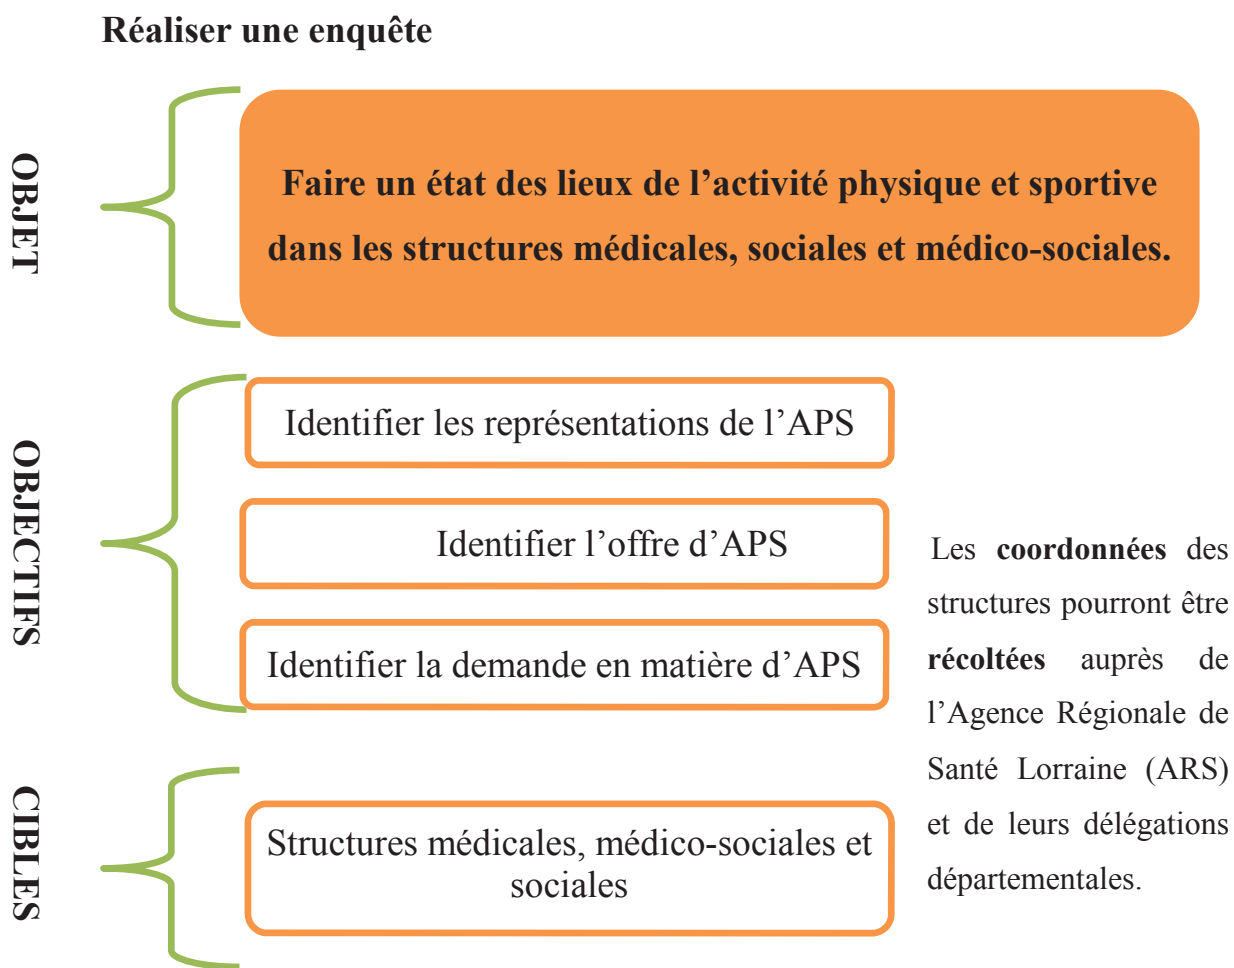 Réaliser une enquête
OBJET
Faire un état des lieux de l’activité physique et sportive
dans les structures médicales, sociales et médico-sociales.
OBJECTIFS
Identifier les représentations de l’APS
Identifier l’offre d’APS
Identifier la demande en matière d’APS
Les coordonnées des
structures pourront être
récoltées auprès de
l’Agence Régionale de
Santé Lorraine (ARS)
et de leurs délégations
départementales.
CIBLES
Structures médicales, médico-sociales et
sociales